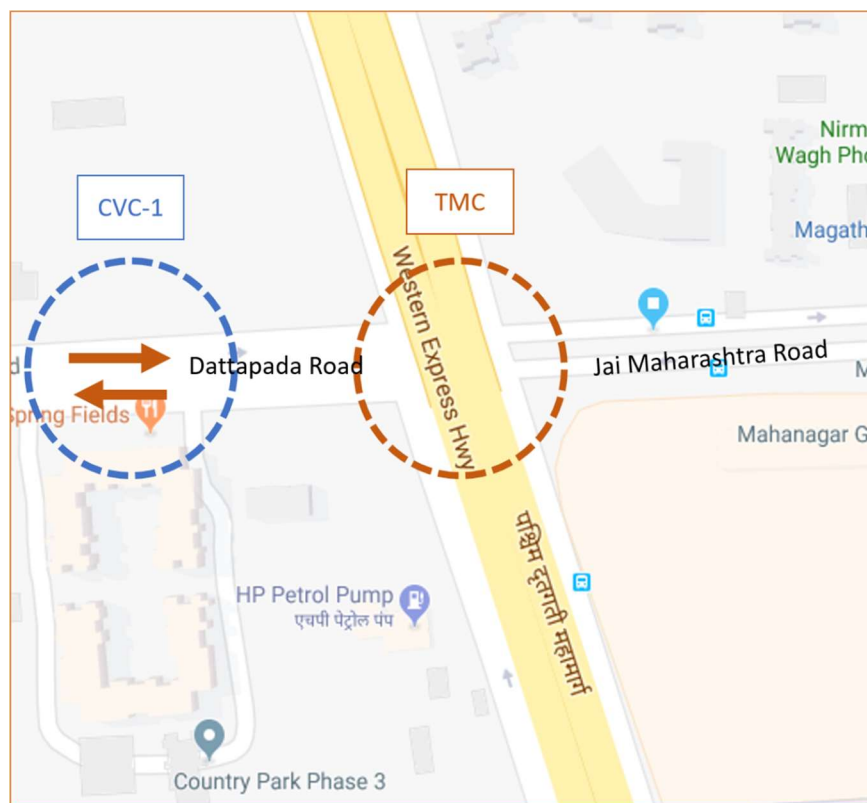 Nirm
Wagh Pho
CVC-1
TMC
Magath
Western Express Hwy
d
Dattapada Road
Jai Maharashtra Road
M
Spring Fields
Mahanagar G
पश्चिम द्रुतगती महामार्ग
HP Petrol Pump
एचपी पेट्रोल पंप
Country Park Phase 3